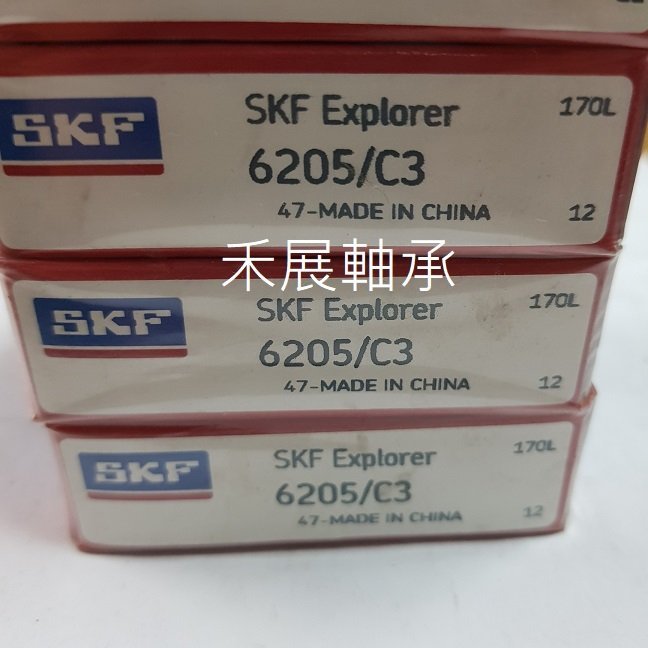 SKF
SKF Explorer
170L
6205/C3
47-MADE IN CHINA
12
禾展軸承
SKF
SKF Explorer
170L
6205/C3
47-MADE IN CHINA
12
SKF
SKF Explorer
170L
6205/C3
47-MADE IN CHINA
12